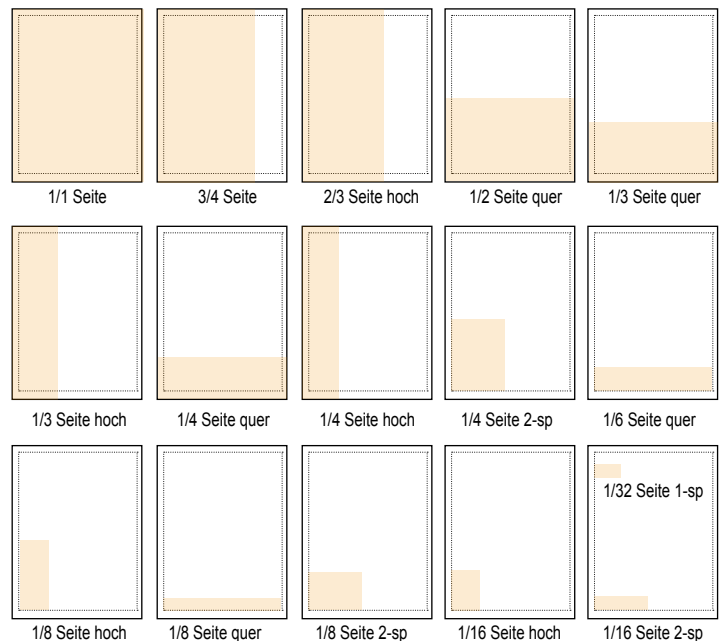 1/1 Seite
3/4 Seite
2/3 Seite hoch
1/2 Seite quer
1/3 Seite quer
1/3 Seite hoch
1/4 Seite quer
1/4 Seite hoch
1/4 Seite 2-sp
1/6 Seite quer
1/32 Seite 1-sp
1/8 Seite hoch
1/8 Seite quer
1/8 Seite 2-sp
1/16 Seite hoch
1/16 Seite 2-sp